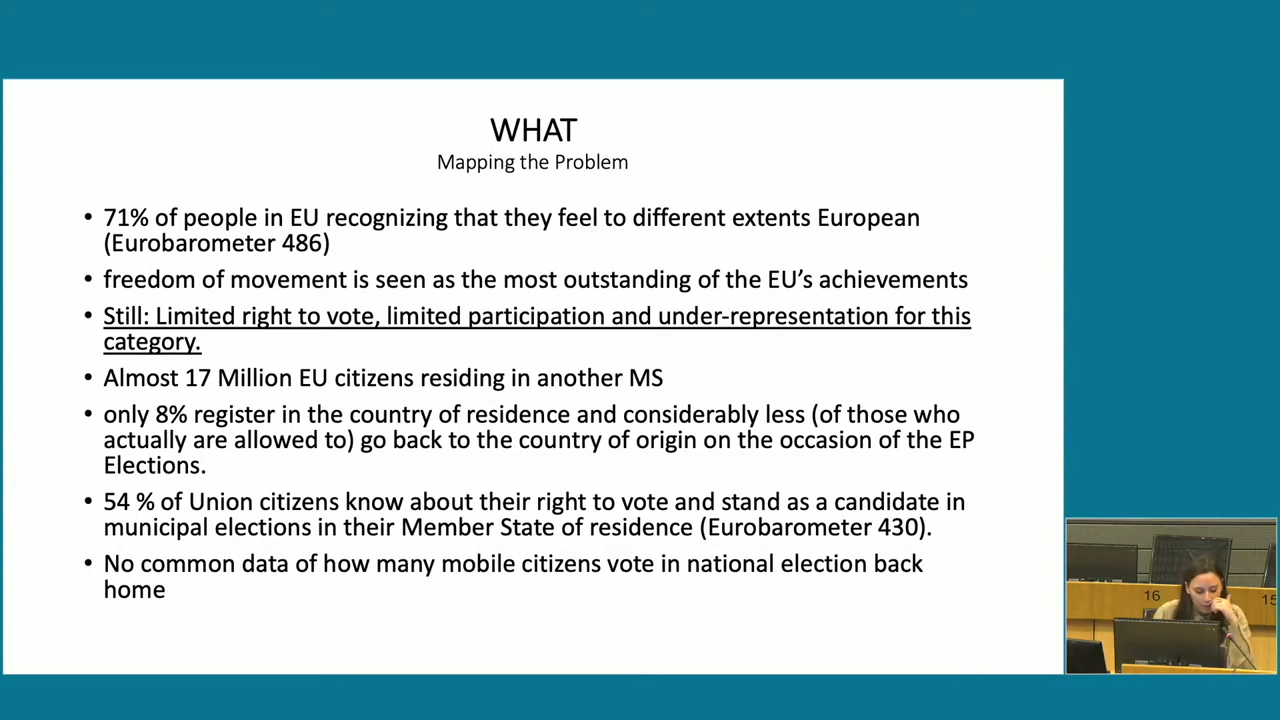 WHAT
Mapping the Problem
• 71% of people in EU recognizing that they feel to different extents European
(Eurobarometer 486)
• freedom of movement is seen as the most outstanding of the EU’s achievements
• Still: Limited right to vote, limited participation and under-representation for this
category.
• Almost 17 Million EU citizens residing in another MS
• only 8% register in the country of residence and considerably less (of those who
actually are allowed to) go back to the country of origin on the occasion of the EP
Elections.
• 54 % of Union citizens know about their right to vote and stand as a candidate in
municipal elections in their Member State of residence (Eurobarometer 430).
• No common data of how many mobile citizens vote in national election back
home
16
15